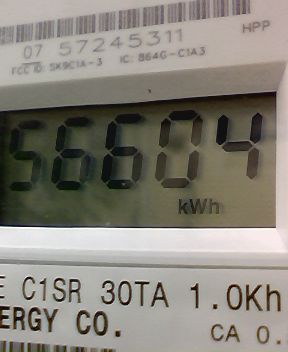 07 57245311 HPP
FCC ID: SK9C1A-3 IC: 864G-C1A3
56604
kWh
E C1SR 30TA 1.0Kh
ERGY CO. CA 0.